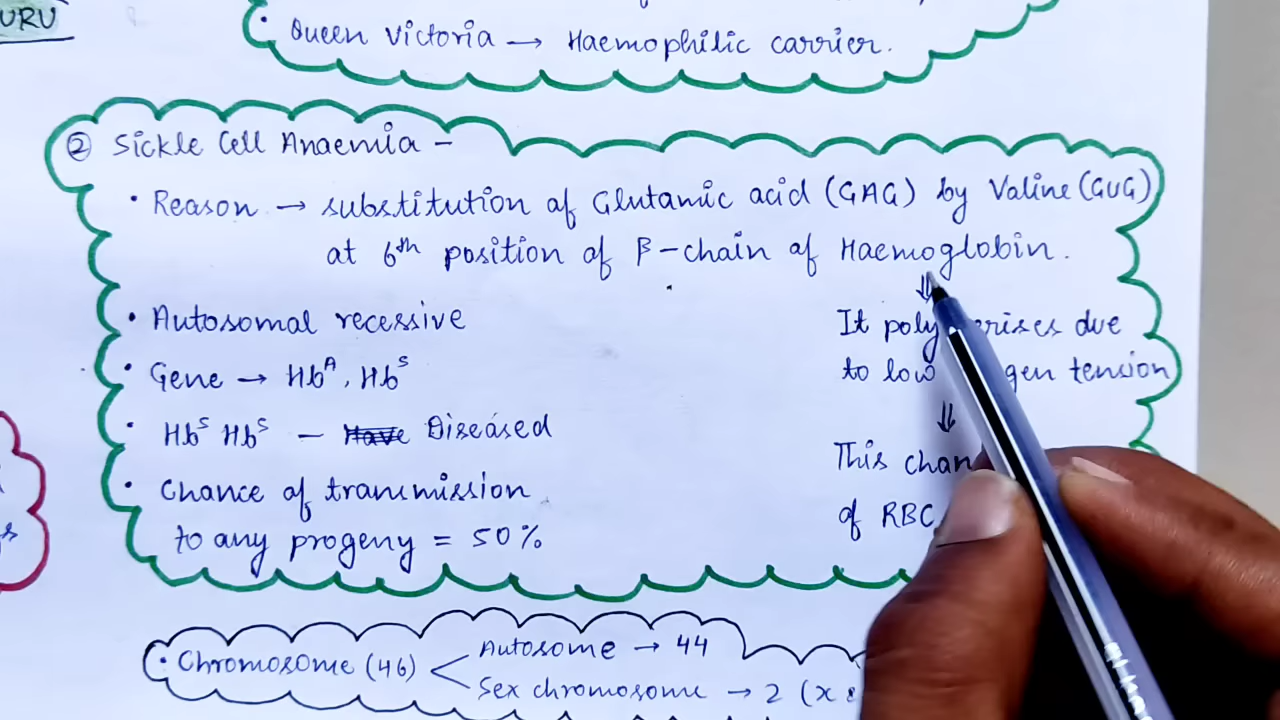 URU
Queen Victoria → Haemophilic carrier.
② Sickle Cell Anaemia –
• Reason → substitution of Glutamic acid (GAG) by Valine (GUG)
at 6th position of β-chain of Haemoglobin.
⇓
• Autosomal recessive
It poly erises due
• Gene → HbA, HbS
to low gen tension
⇓
• HbS HbS – Have Diseased
This chan
• Chance of transmission
of RBC
to any progeny = 50%
• Chromosome (46) < Autosome → 44
Sex chromosome → 2 (x